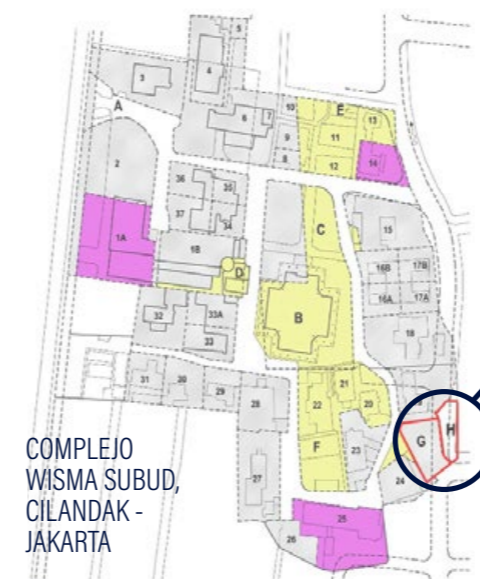 5
3
4
A
10
E
6
7
13
9
11
2
8
12
14
36
35
C
15
37
34
1A
1B
16B
17B
D
16A
17A
B
32
33A
18
33
31
30
29
21
28
22
20
G
H
F
23
27
24
25
26
COMPLEJO
WISMA SUBUD,
CILANDAK -
JAKARTA